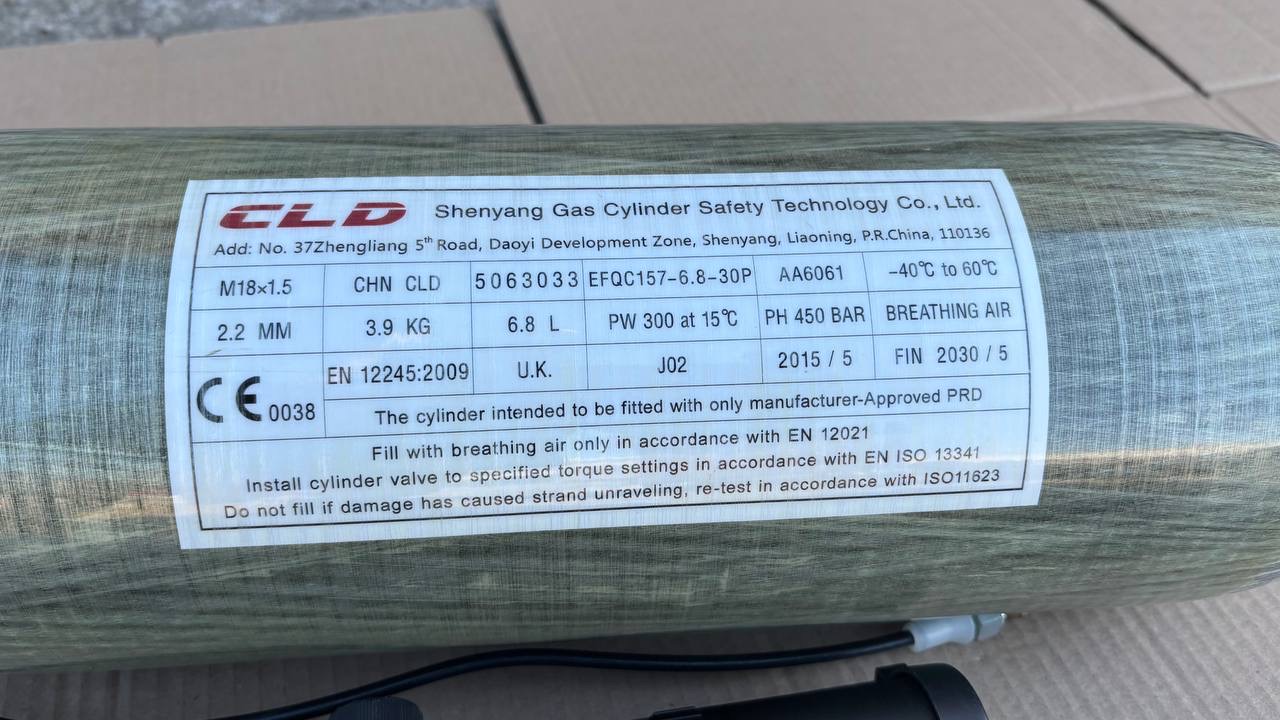 CLD Shenyang Gas Cylinder Safety Technology Co., Ltd.
Add: No. 37Zhengliang 5th Road, Daoyi Development Zone, Shenyang, Liaoning, P.R.China, 110136
M18×1.5 CHN CLD 5063033 EFQC157-6.8-30P AA6061 -40℃ to 60℃
2.2 MM 3.9 KG 6.8 L PW 300 at 15℃ PH 450 BAR BREATHING AIR
CE 0038 EN 12245:2009 U.K. J02 2015 / 5 FIN 2030 / 5
The cylinder intended to be fitted with only manufacturer-Approved PRD
Fill with breathing air only in accordance with EN 12021
Install cylinder valve to specified torque settings in accordance with EN ISO 13341
Do not fill if damage has caused strand unraveling, re-test in accordance with ISO11623